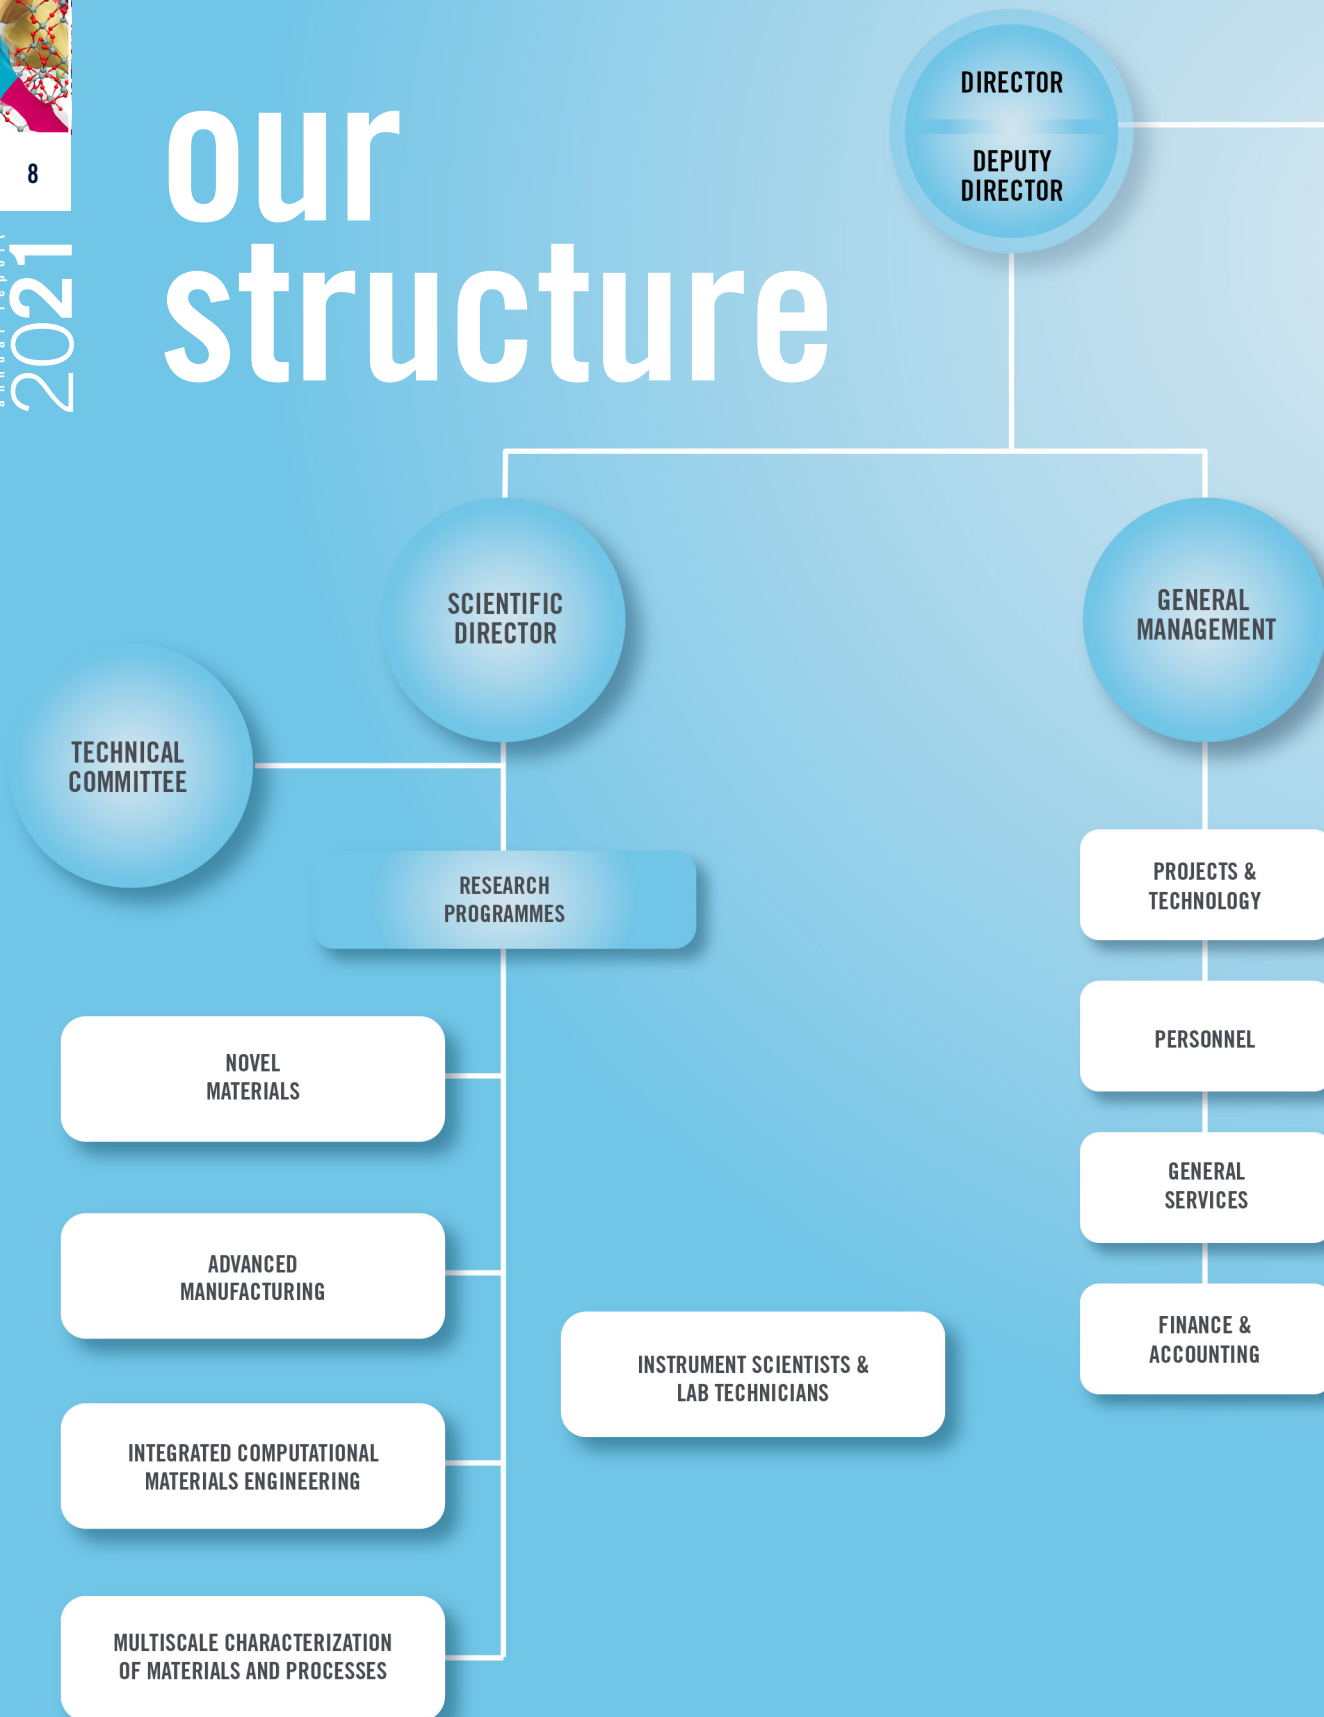 8
annual report
2021
our
structure
DIRECTOR
DEPUTY
DIRECTOR
SCIENTIFIC
DIRECTOR
GENERAL
MANAGEMENT
TECHNICAL
COMMITTEE
RESEARCH
PROGRAMMES
PROJECTS &
TECHNOLOGY
PERSONNEL
GENERAL
SERVICES
FINANCE &
ACCOUNTING
NOVEL
MATERIALS
ADVANCED
MANUFACTURING
INSTRUMENT SCIENTISTS &
LAB TECHNICIANS
INTEGRATED COMPUTATIONAL
MATERIALS ENGINEERING
MULTISCALE CHARACTERIZATION
OF MATERIALS AND PROCESSES